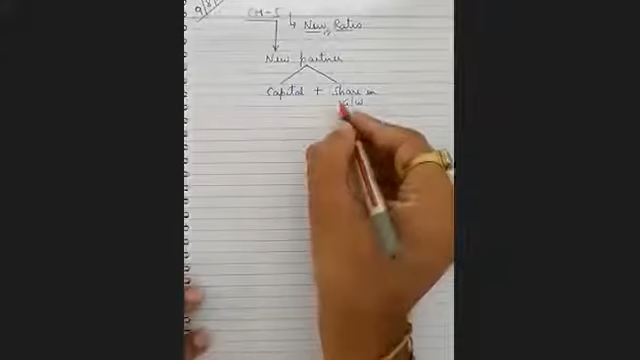 CH-5
New Ratio
New partner
Capital + Share in
G/W